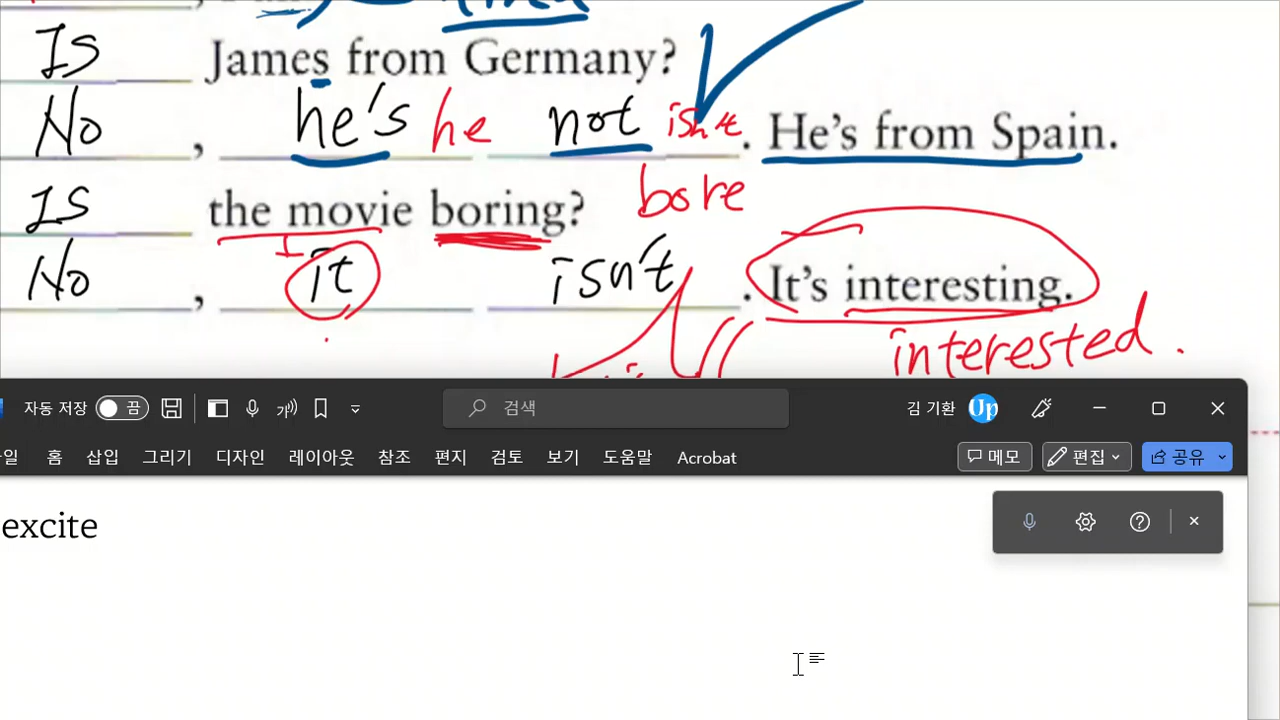 IS James from Germany?
No , he's he not isn't . He's from Spain.
bore
IS the movie boring?
No , it isn't . It's interesting.
interested.
자동 저장 끔 검색 김 기환 Up
홈 삽입 그리기 디자인 레이아웃 참조 편지 검토 보기 도움말 Acrobat 메모 편집 공유
excite